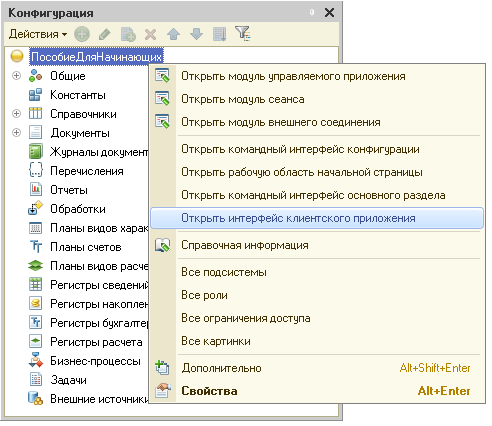 Конфигурация
Действия
ПособиеДляНачинающих
Общие
Константы
Справочники
Документы
Журналы документ
Перечисления
Отчеты
Обработки
Планы видов харак
Планы счетов
Планы видов расче
Регистры сведений
Регистры накоплен
Регистры бухгалтер
Регистры расчета
Бизнес-процессы
Задачи
Внешние источники
Открыть модуль управляемого приложения
Открыть модуль сеанса
Открыть модуль внешнего соединения
Открыть командный интерфейс конфигурации
Открыть рабочую область начальной страницы
Открыть командный интерфейс основного раздела
Открыть интерфейс клиентского приложения
Справочная информация
Все подсистемы
Все роли
Все ограничения доступа
Все картинки
Дополнительно Alt+Shift+Enter
Свойства Alt+Enter